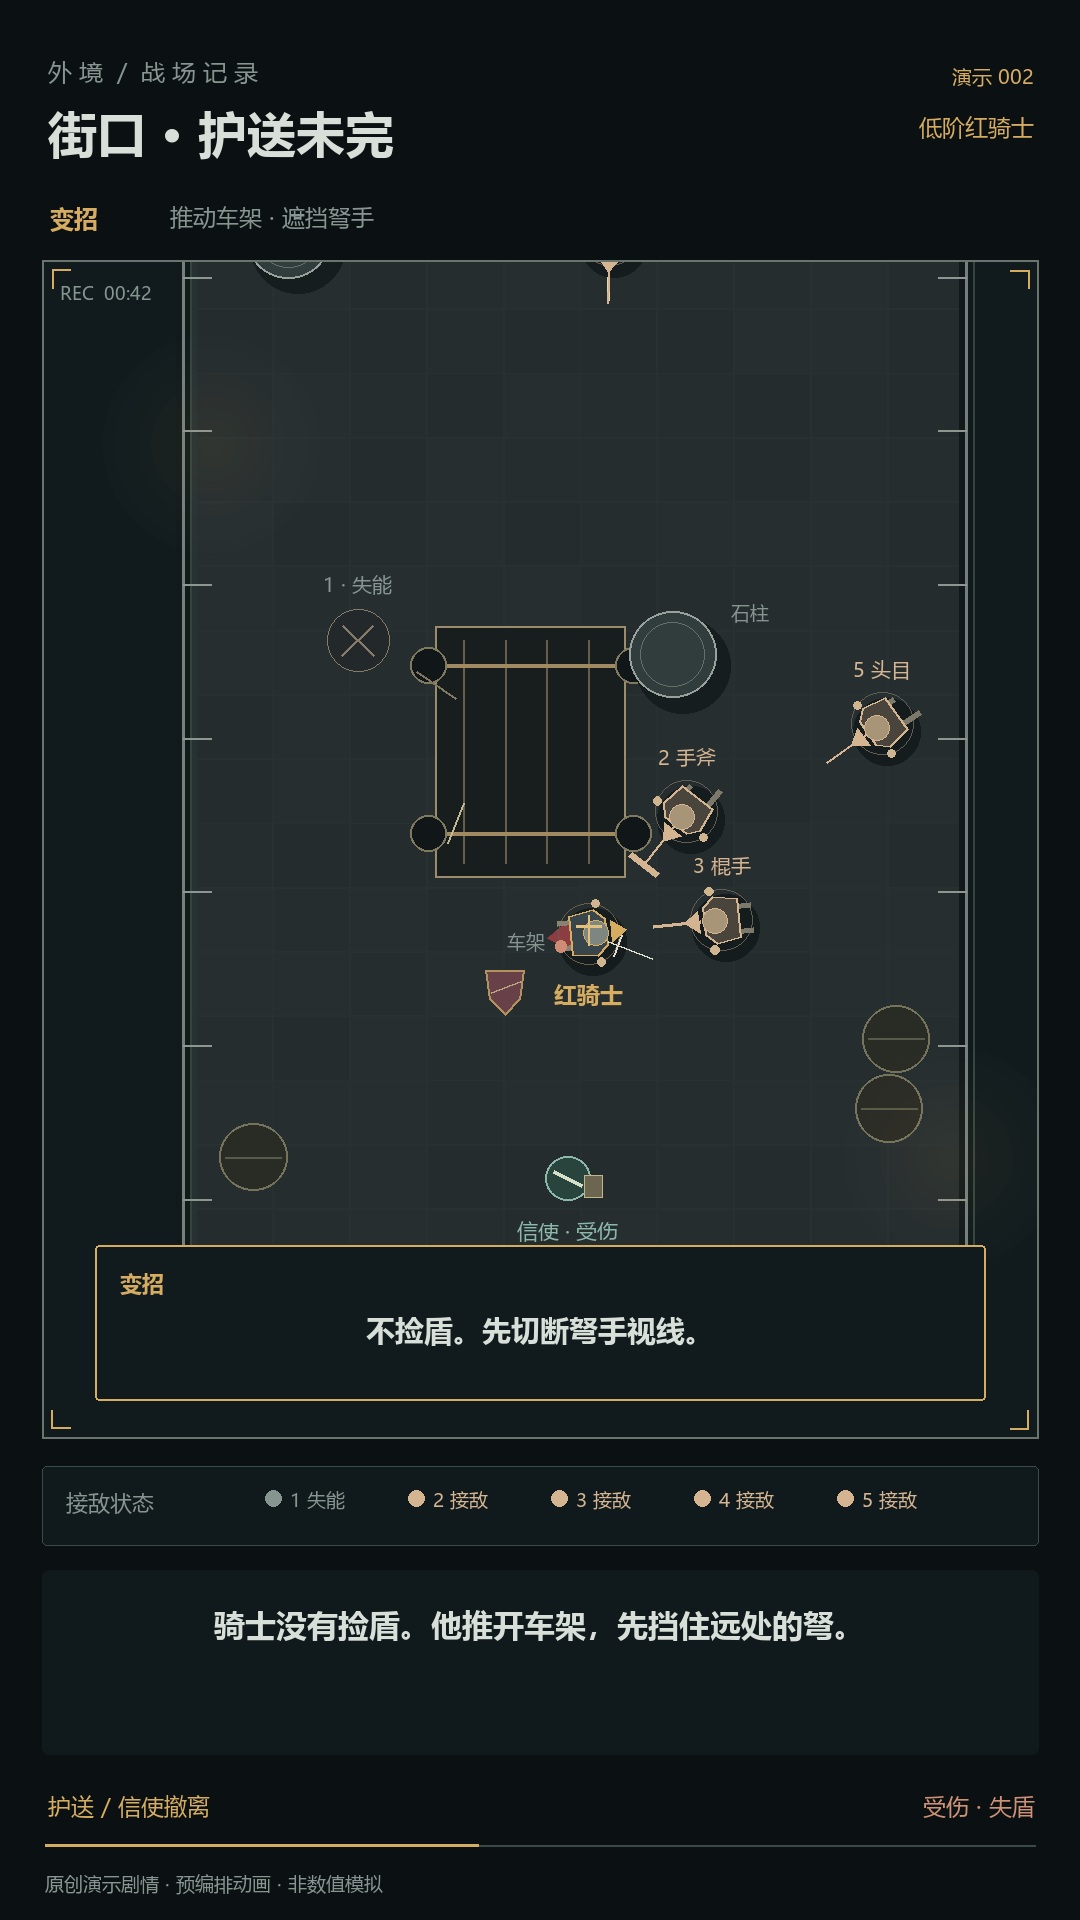 外境 / 战场记录
演示 002
街口·护送未完
低阶红骑士
变招 推动车架·遮挡弩手
REC 00:42
1·失能
石柱
5 头目
2 手斧
3 棍手
车架
红骑士
信使·受伤
变招
不捡盾。先切断弩手视线。
接敌状态 1 失能 2 接敌 3 接敌 4 接敌 5 接敌
骑士没有捡盾。他推开车架，先挡住远处的弩。
护送 / 信使撤离 受伤·失盾
原创演示剧情·预编排动画·非数值模拟